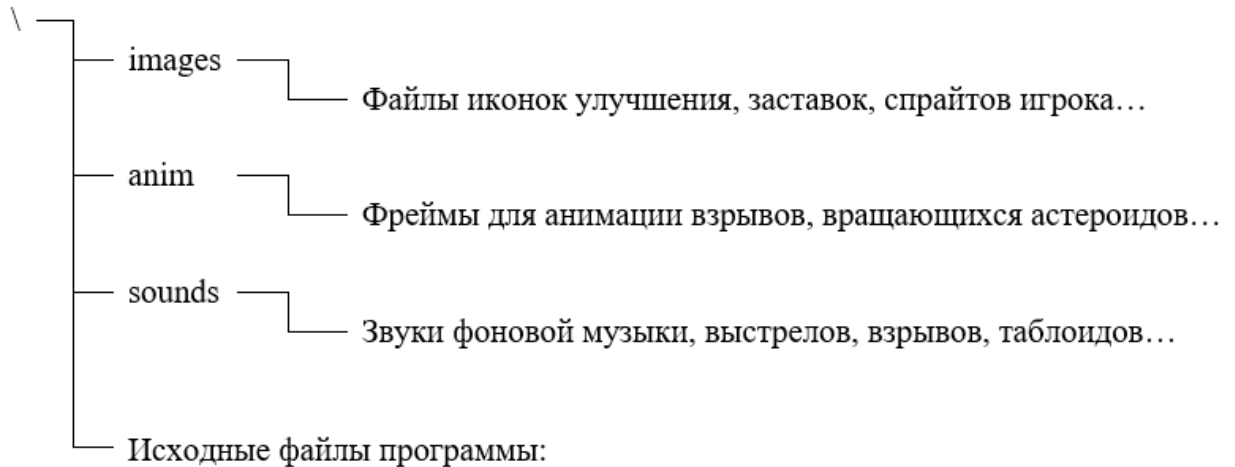 \
images
Файлы иконок улучшения, заставок, спрайтов игрока…
anim
Фреймы для анимации взрывов, вращающихся астероидов…
sounds
Звуки фоновой музыки, выстрелов, взрывов, таблоидов…
Исходные файлы программы: